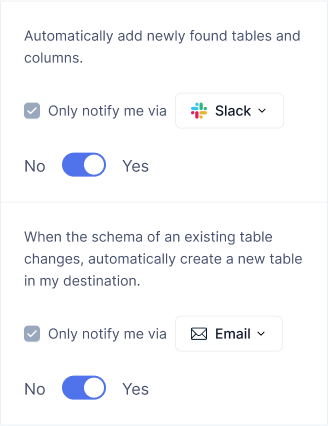 Automatically add newly found tables and
columns.
Only notify me via Slack
No Yes
When the schema of an existing table
changes, automatically create a new table
in my destination.
Only notify me via Email
No Yes